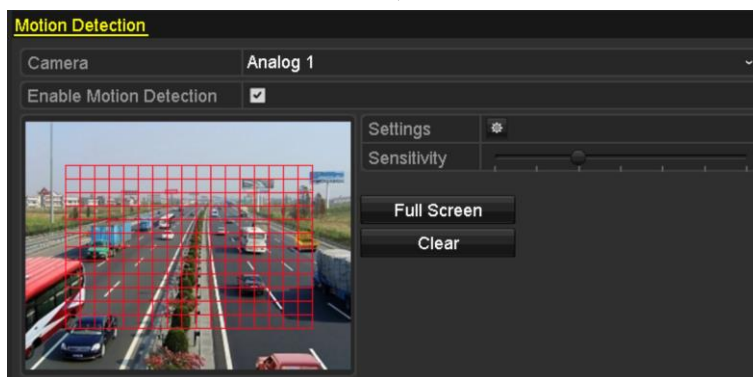 Motion Detection
Camera Analog 1
Enable Motion Detection
Settings
Sensitivity
Full Screen
Clear